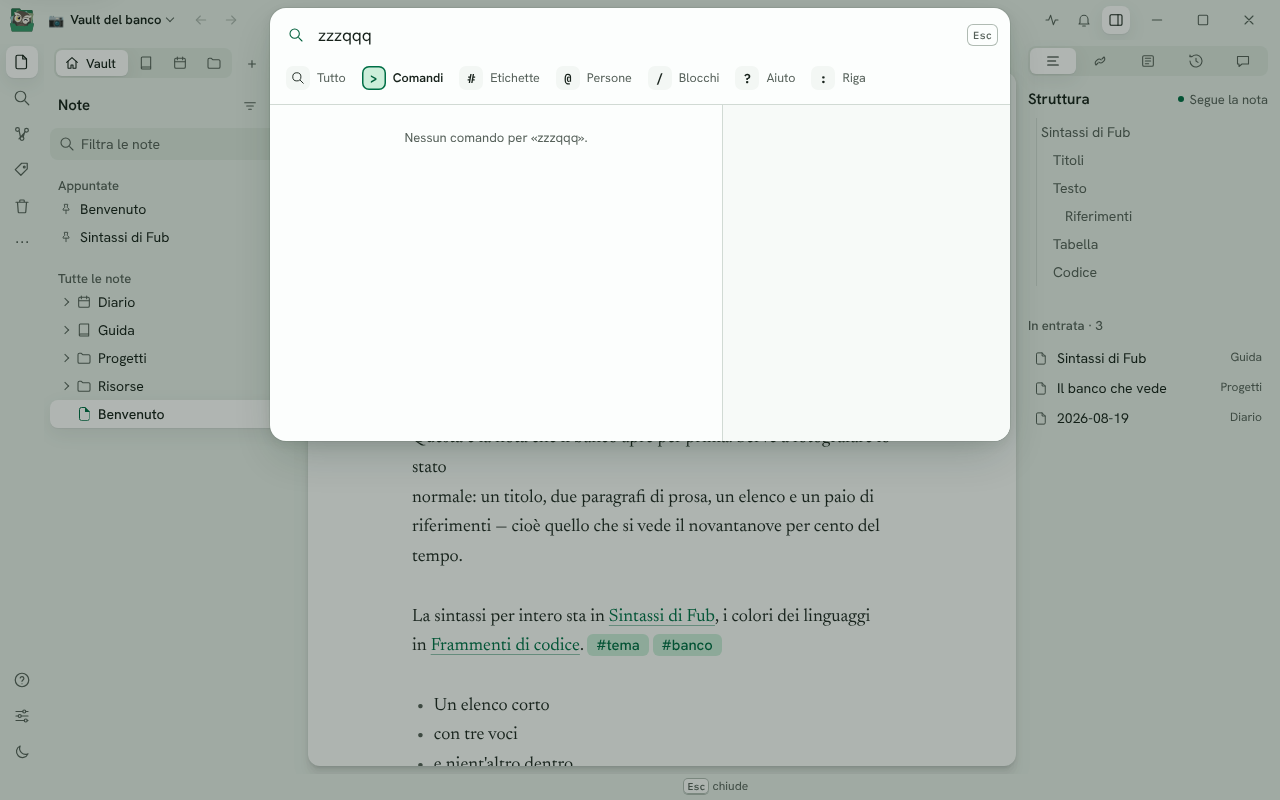 Vault del banco
zzzqqq
Esc
Tutto
> Comandi
# Etichette
@ Persone
/ Blocchi
? Aiuto
: Riga
Nessun comando per «zzzqqq».
Vault
Note
Filtra le note
Appuntate
Benvenuto
Sintassi di Fub
Tutte le note
Diario
Guida
Progetti
Risorse
Benvenuto
stato
normale: un titolo, due paragrafi di prosa, un elenco e un paio di
riferimenti — cioè quello che si vede il novantanove per cento del
tempo.
La sintassi per intero sta in Sintassi di Fub, i colori dei linguaggi
in Frammenti di codice. #tema #banco
• Un elenco corto
• con tre voci
• e nient'altro dentro
Struttura
Segue la nota
Sintassi di Fub
Titoli
Testo
Riferimenti
Tabella
Codice
In entrata · 3
Sintassi di Fub Guida
Il banco che vede Progetti
2026-08-19 Diario
Esc chiude